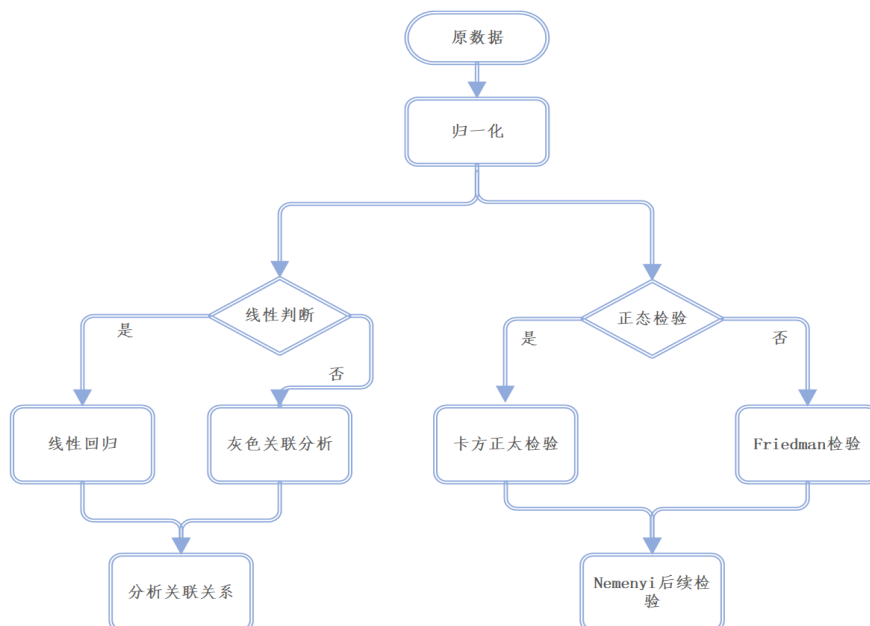 原数据
归一化
线性判断
正态检验
是
否
是
否
线性回归
灰色关联分析
卡方正太检验
Friedman检验
分析关联关系
Nemenyi后续检
验